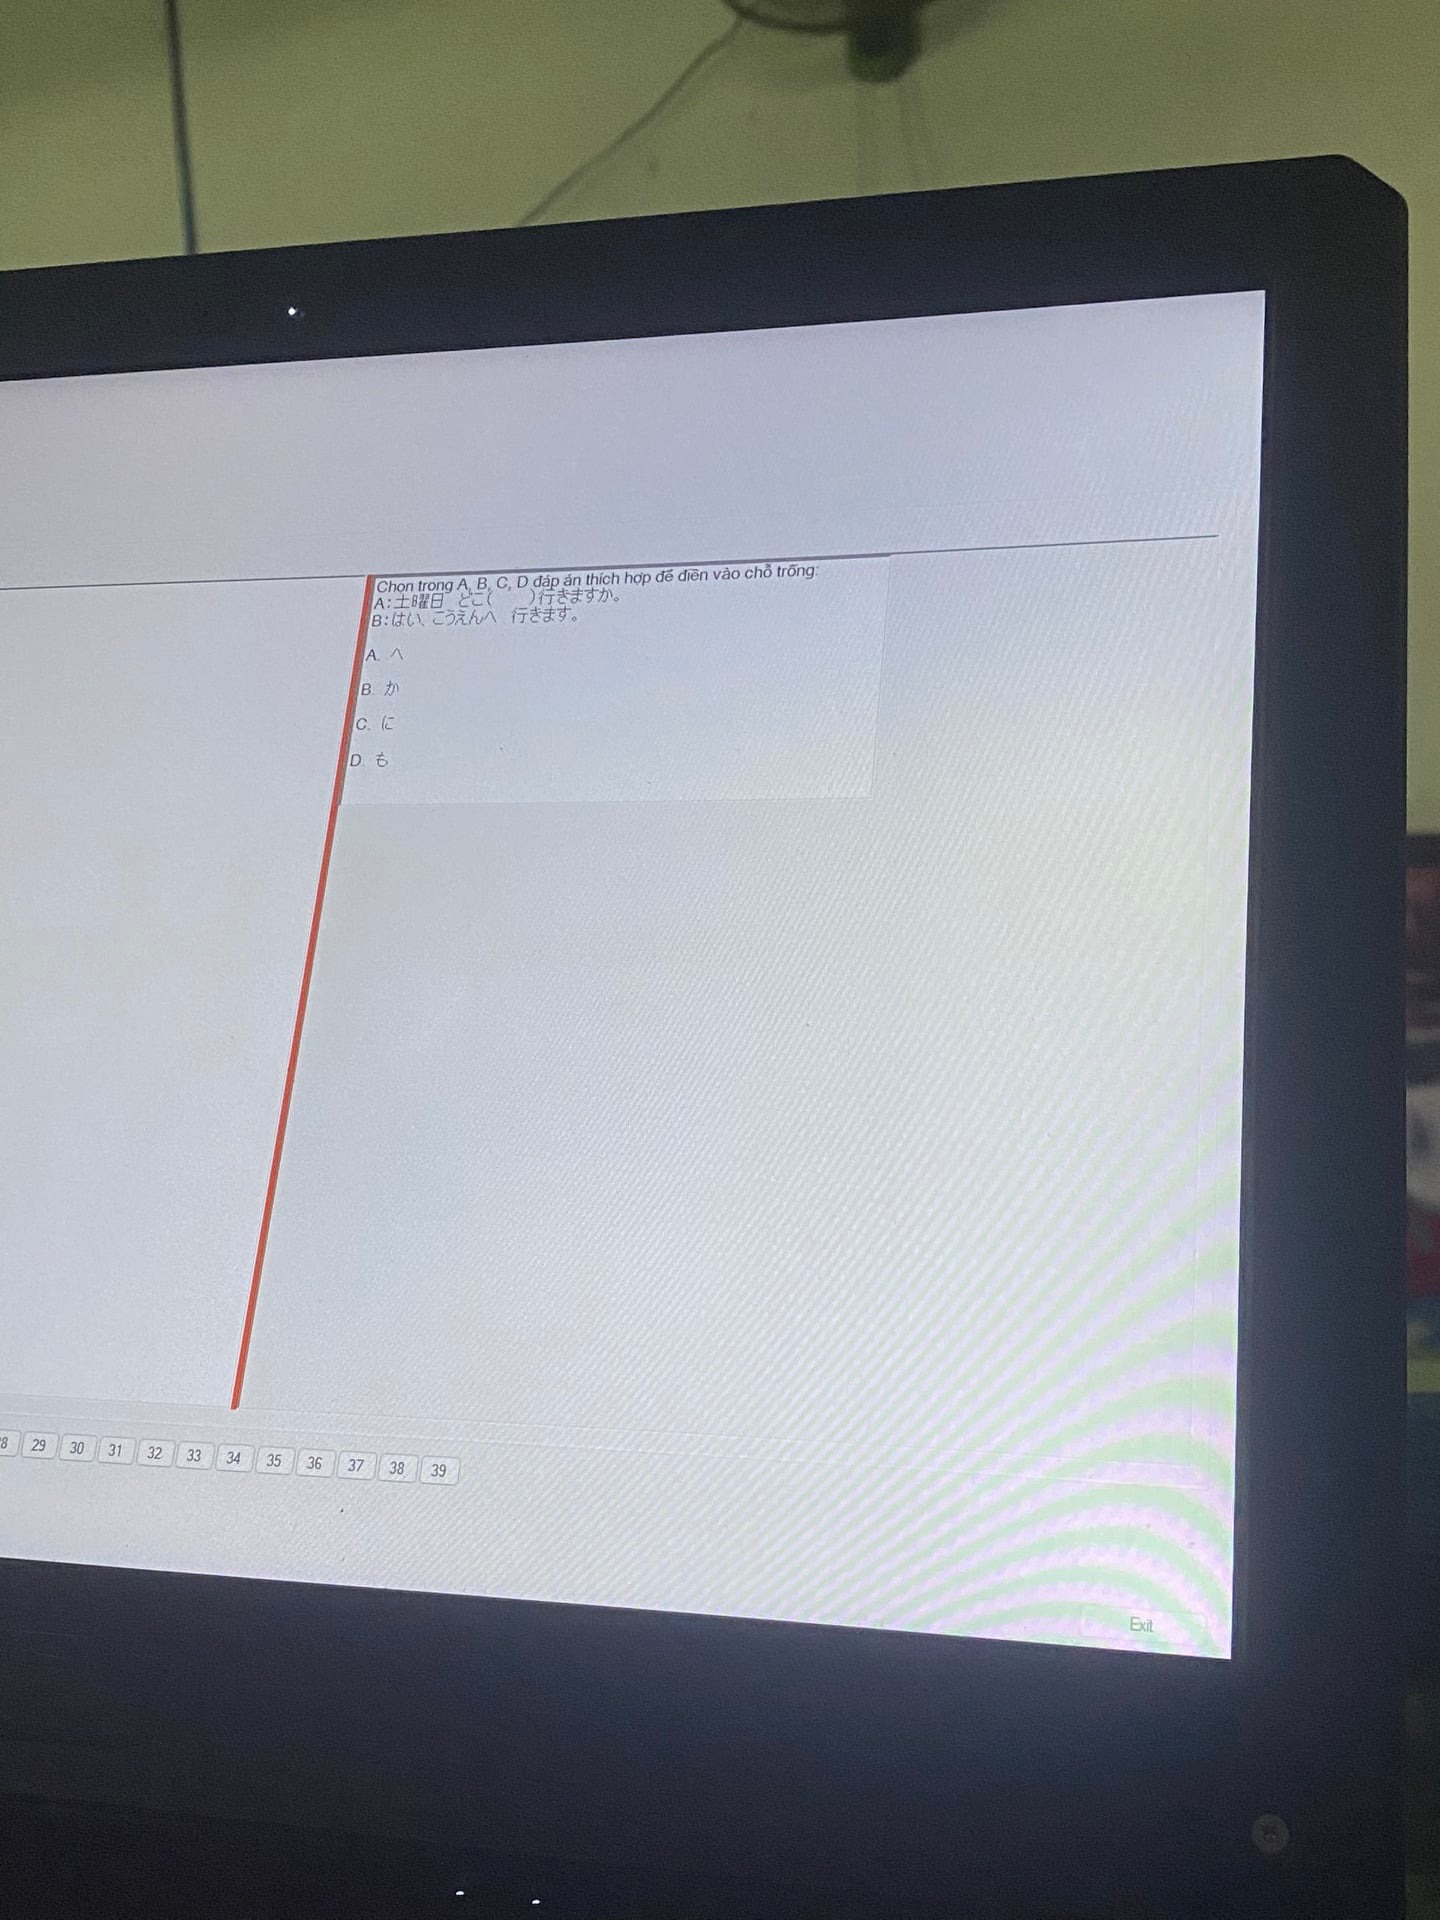 Chọn trong A, B, C, D đáp án thích hợp để điền vào chỗ trống:
A:土曜日　どこ(　　)行きますか。
B:はい、こうえんへ　行きます。
A. へ
B. か
C. に
D. も
29 30 31 32 33 34 35 36 37 38 39
Exit